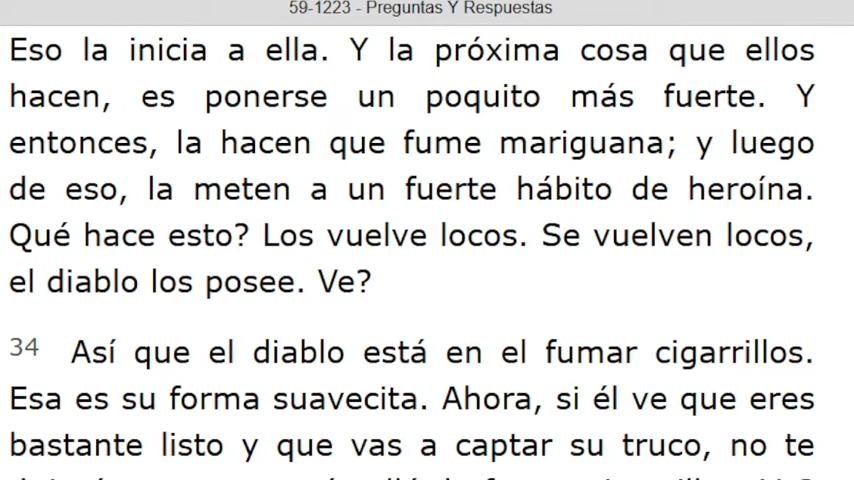 59-1223 - Preguntas Y Respuestas
Eso la inicia a ella. Y la próxima cosa que ellos
hacen, es ponerse un poquito más fuerte. Y
entonces, la hacen que fume mariguana; y luego
de eso, la meten a un fuerte hábito de heroína.
Qué hace esto? Los vuelve locos. Se vuelven locos,
el diablo los posee. Ve?
34 Así que el diablo está en el fumar cigarrillos.
Esa es su forma suavecita. Ahora, si él ve que eres
bastante listo y que vas a captar su truco, no te